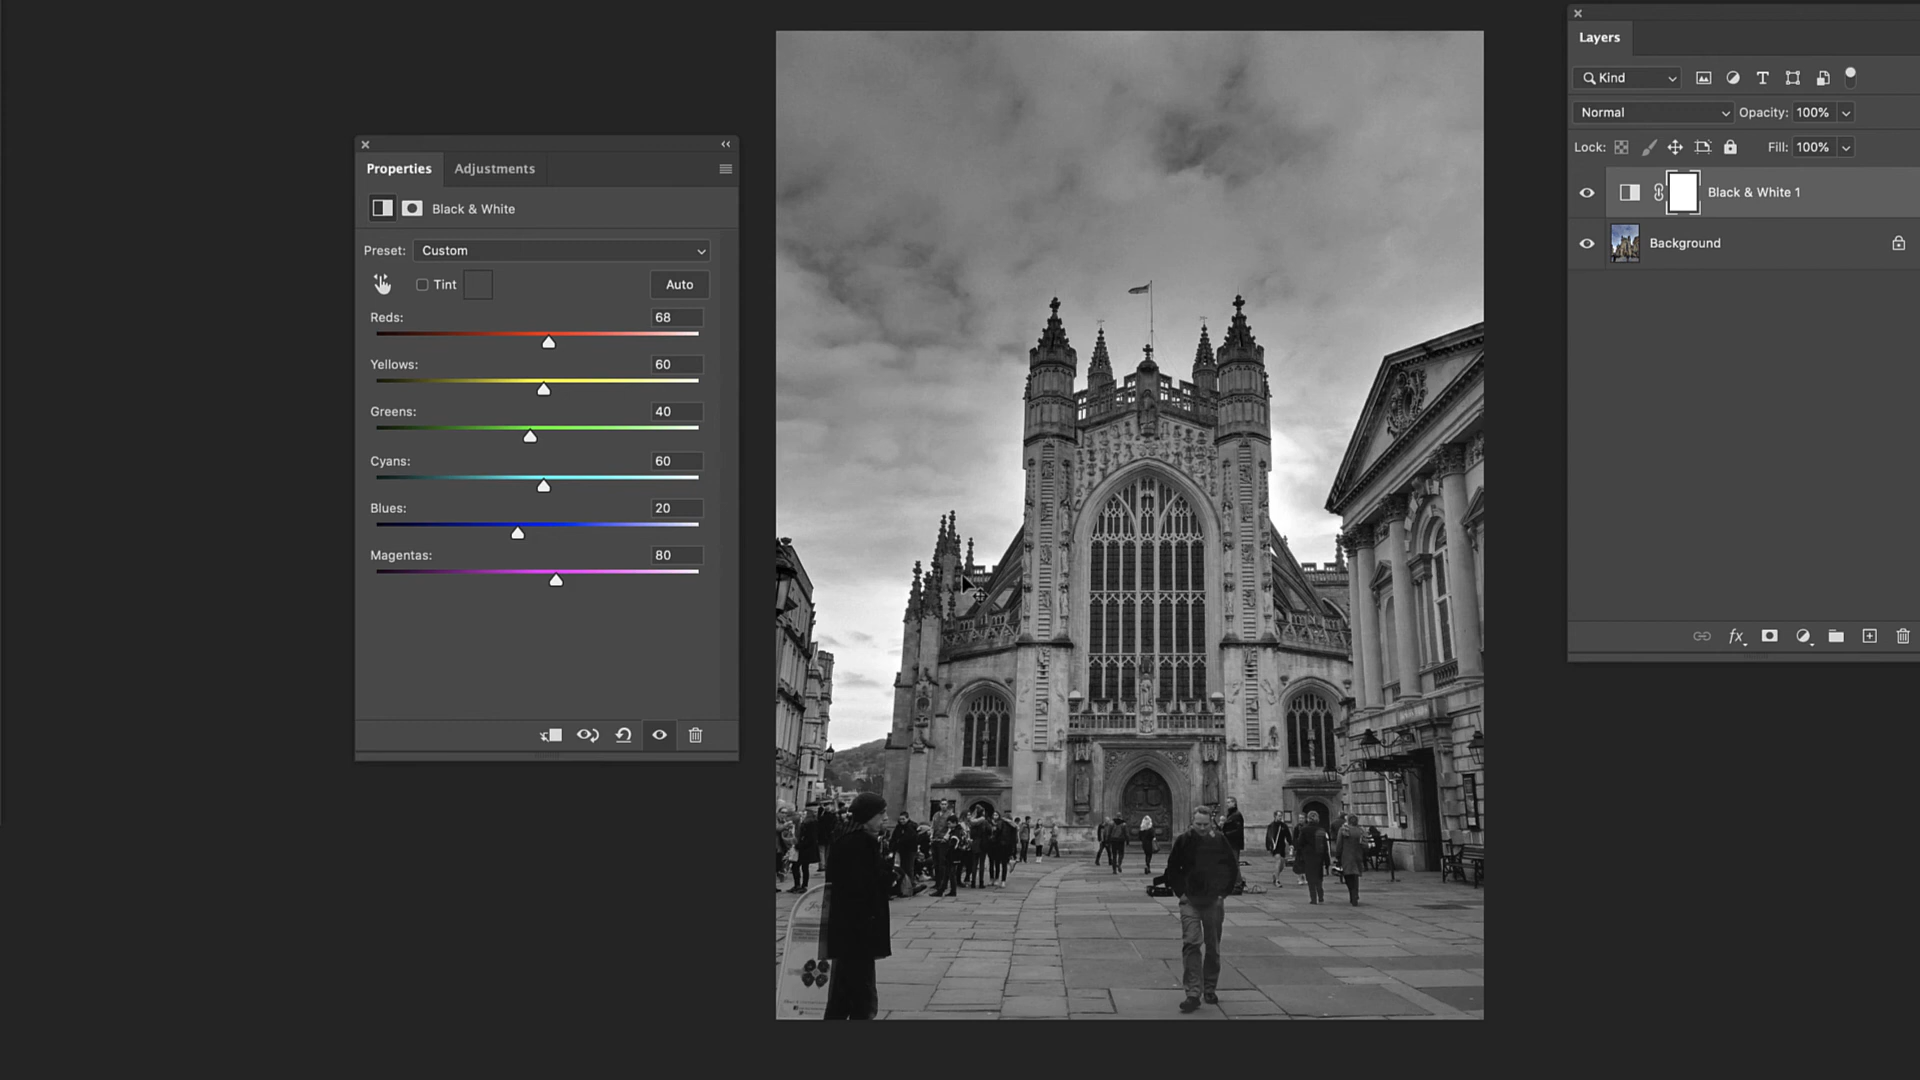 Properties
Adjustments
Black & White
Preset: Custom
Tint
Auto
Reds: 68
Yellows: 60
Greens: 40
Cyans: 60
Blues: 20
Magentas: 80
Layers
Kind
Normal
Opacity: 100%
Lock:
Fill: 100%
Black & White 1
Background
fx